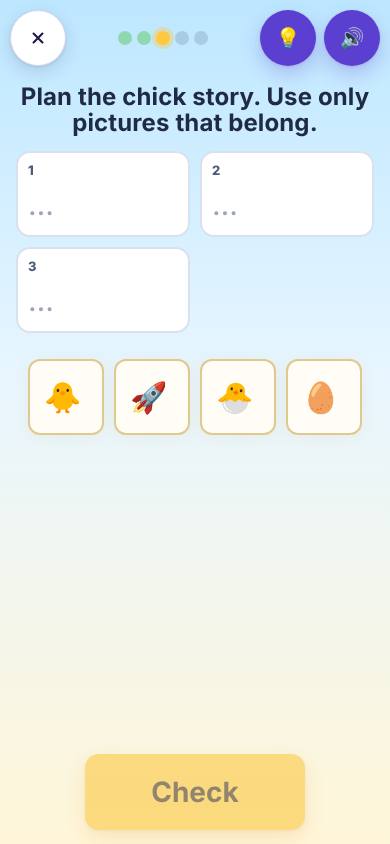 Plan the chick story. Use only
pictures that belong.
1
...
2
...
3
...
Check